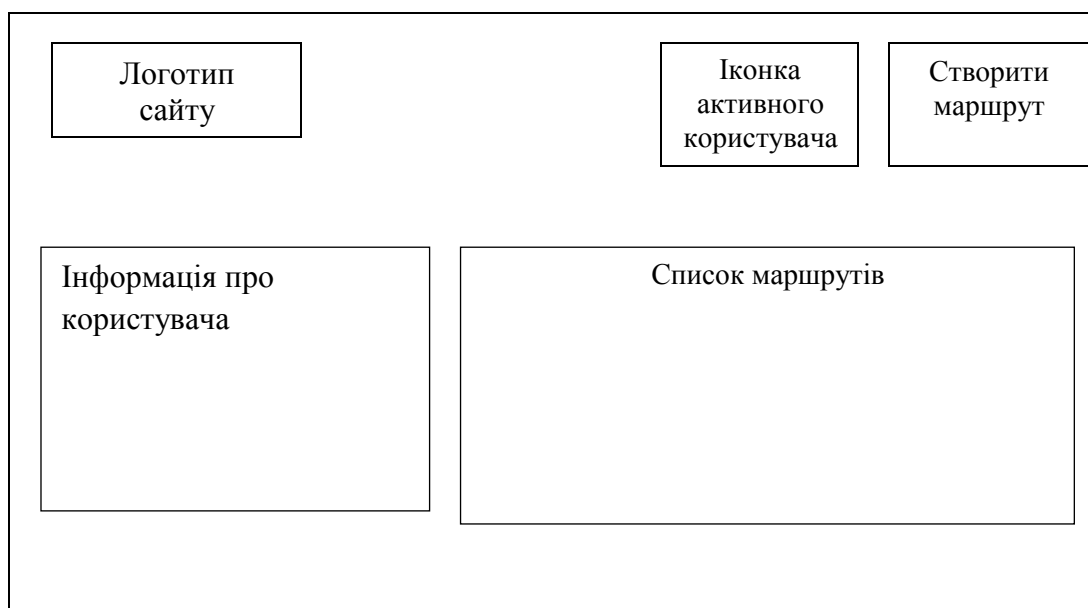 Логотип
сайту
Іконка
активного
користувача
Створити
маршрут
Інформація про
користувача
Список маршрутів